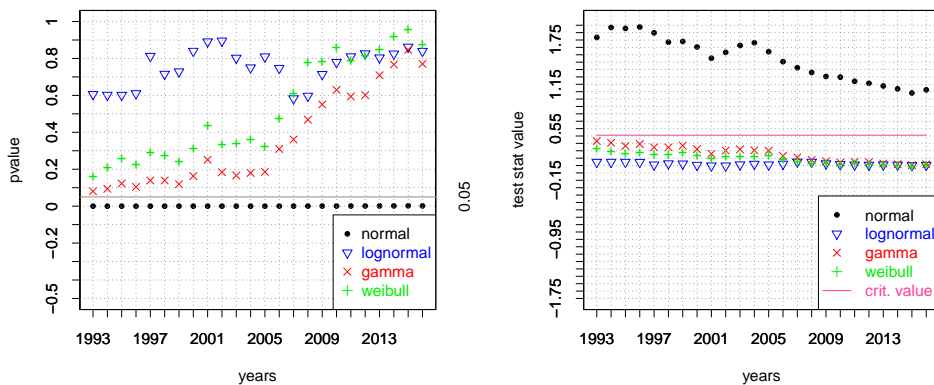 pvalue
1
0.8
0.6
0.4
0.2
0
−0.2
−0.5
0.05
normal
lognormal
gamma
weibull
1993 1997 2001 2005 2009 2013
years
test stat value
1.75
1.15
0.55
−0.15
−0.95
−1.75
normal
lognormal
gamma
weibull
crit. value
1993 1997 2001 2005 2009 2013
years